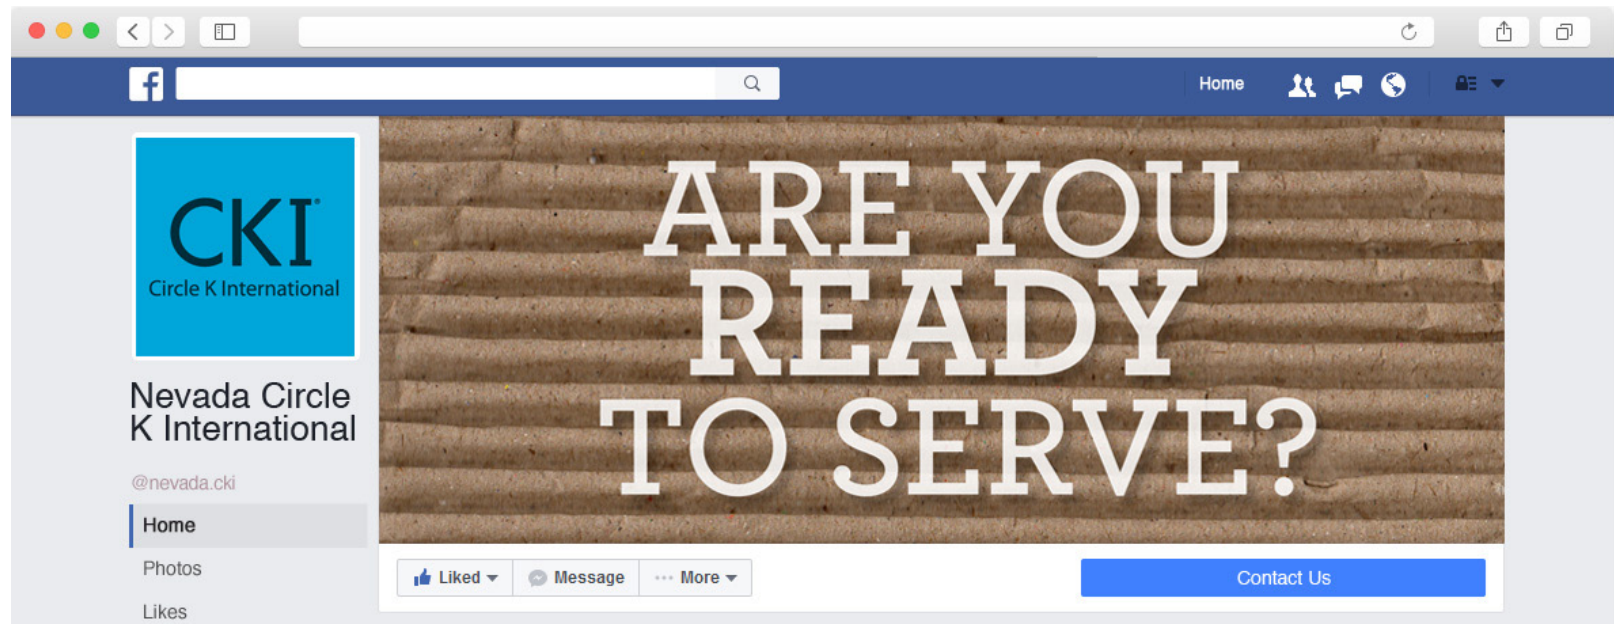 Home
CKI
Circle K International
ARE YOU
READY
TO SERVE?
Nevada Circle
K International
@nevada.cki
Home
Photos
Likes
Liked
Message
More
Contact Us